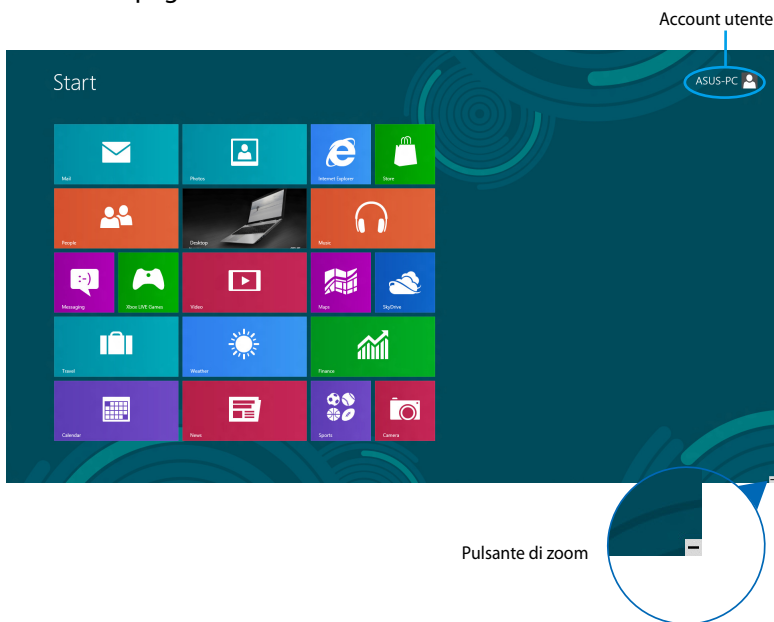 Account utente
Start
ASUS-PC
Mail
Photos
Internet Explorer
Store
People
Desktop
Music
Messaging
Xbox LIVE Games
Video
Maps
SkyDrive
Travel
Weather
Finance
Calendar
News
Sports
Camera
Pulsante di zoom